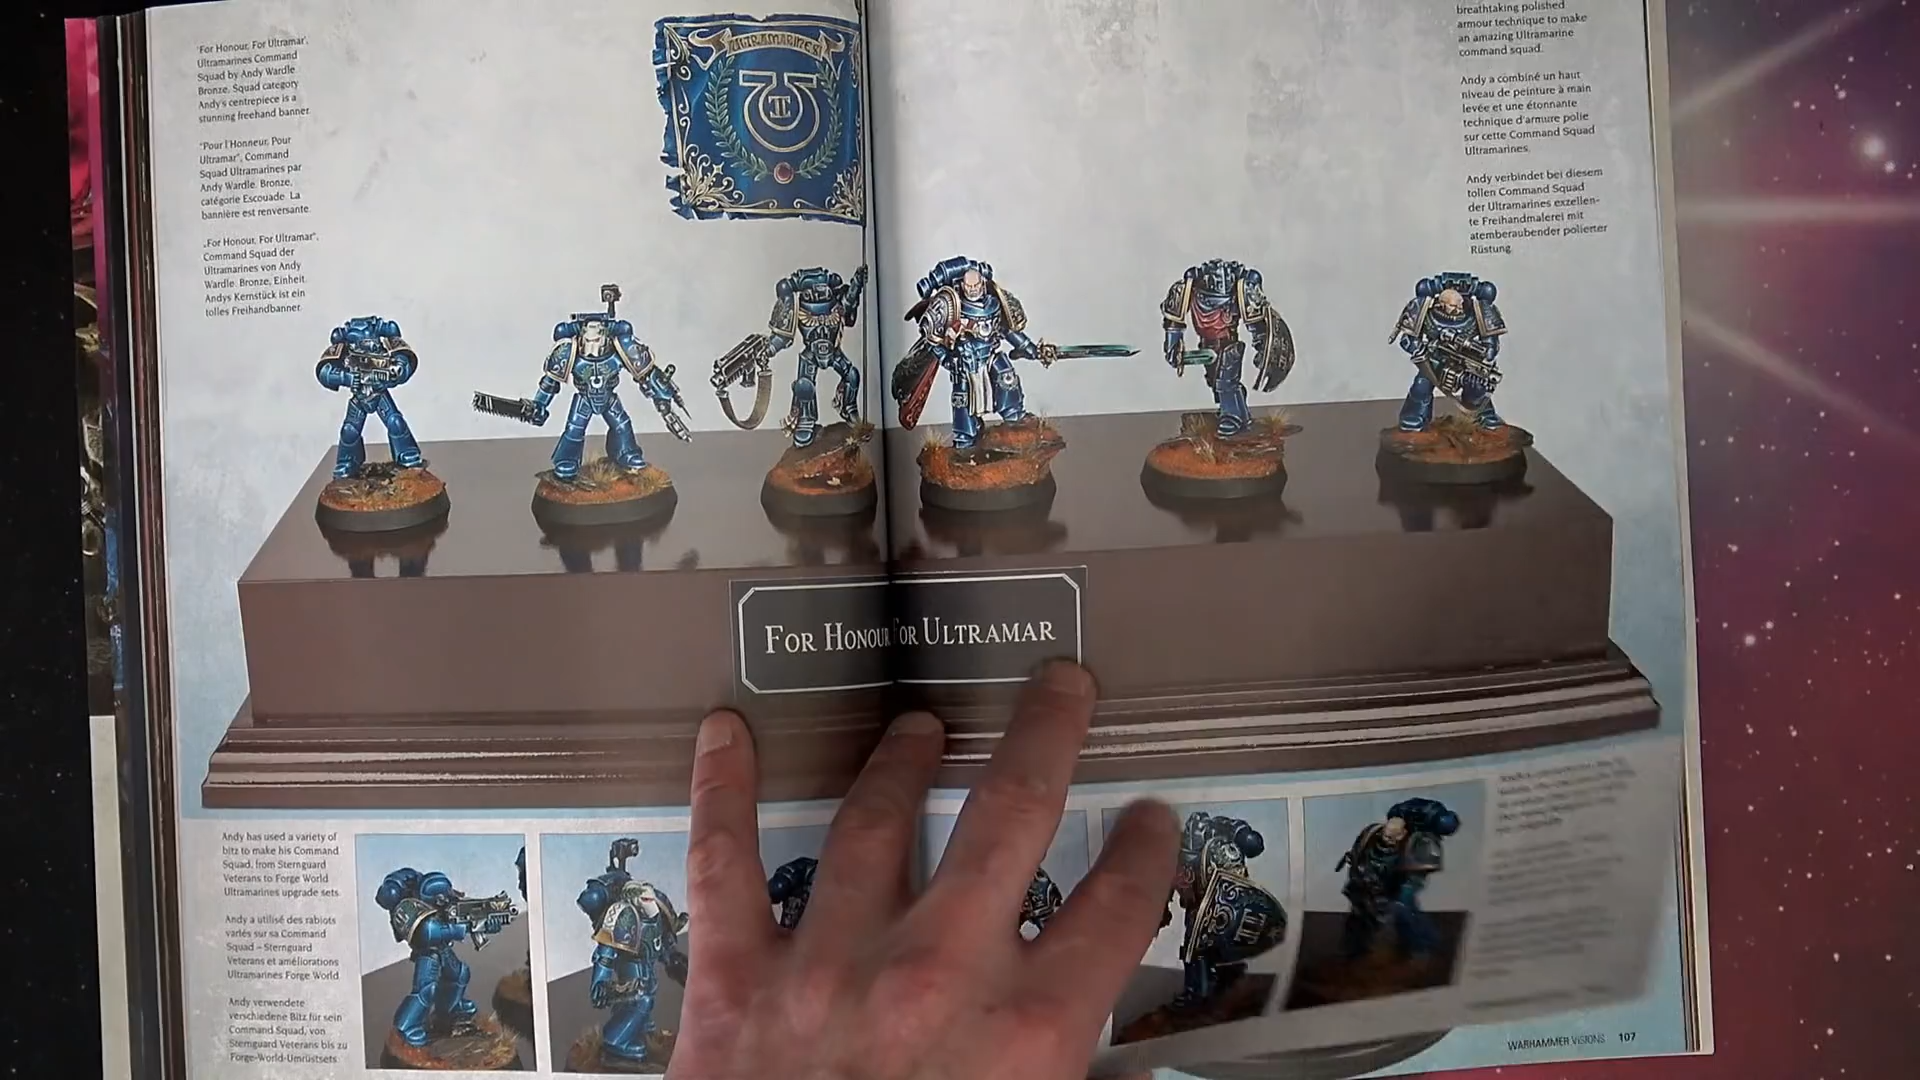 'For Honour, For Ultramar',
Ultramarines Command
Squad by Andy Wardle
Bronze, Squad category
Andy's centrepiece is a
stunning freehand banner.
"Pour l'Honneur, Pour
Ultramar", Command
Squad Ultramarines par
Andy Wardle. Bronze,
catégorie Escouade. La
bannière est renversante.
„For Honour, For Ultramar",
Command Squad der
Ultramarines von Andy
Wardle. Bronze, Einheit.
Andys Kernstück ist ein
tolles Freihandbanner.
ULTRAMARINES
breathtaking polished
armour technique to make
an amazing Ultramarine
command squad.
Andy a combiné un haut
niveau de peinture à main
levée et une étonnante
technique d'armure polie
sur cette Command Squad
Ultramarines.
Andy verbindet bei diesem
tollen Command Squad
der Ultramarines exzellen-
te Freihandmalerei mit
atemberaubender polierter
Rüstung.
FOR HONOUR FOR ULTRAMAR
Andy has used a variety of
bitz to make his Command
Squad, from Sternguard
Veterans to Forge World
Ultramarines upgrade sets.
Andy a utilisé des rabiots
variés sur sa Command
Squad – Sternguard
Veterans et améliorations
Ultramarines Forge World
Andy verwendete
verschiedene Bitz für sein
Command Squad, von
Sternguard Veterans bis zu
Forge-World-Umrüstsets.
WARHAMMER VISIONS 107